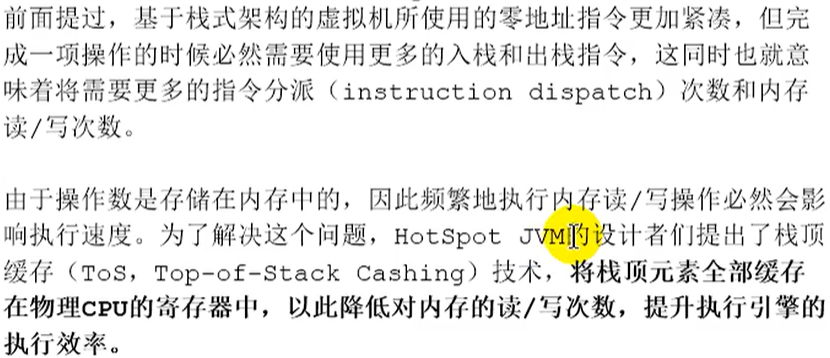 前面提过，基于栈式架构的虚拟机所使用的零地址指令更加紧凑，但完
成一项操作的时候必然需要使用更多的入栈和出栈指令，这同时也就意
味着将需要更多的指令分派（instruction dispatch）次数和内存
读/写次数。
由于操作数是存储在内存中的，因此频繁地执行内存读/写操作必然会影
响执行速度。为了解决这个问题，HotSpot JVM的设计者们提出了栈顶
缓存（ToS，Top-of-Stack Cashing）技术，将栈顶元素全部缓存
在物理CPU的寄存器中，以此降低对内存的读/写次数，提升执行引擎的
执行效率。